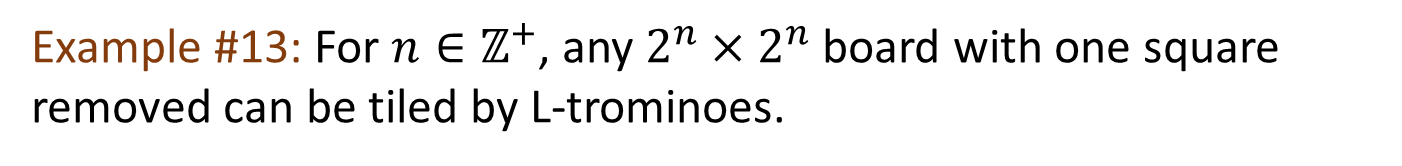 Example #13: For 𝑛 ∈ ℤ⁺, any 2ⁿ × 2ⁿ board with one square
removed can be tiled by L-trominoes.